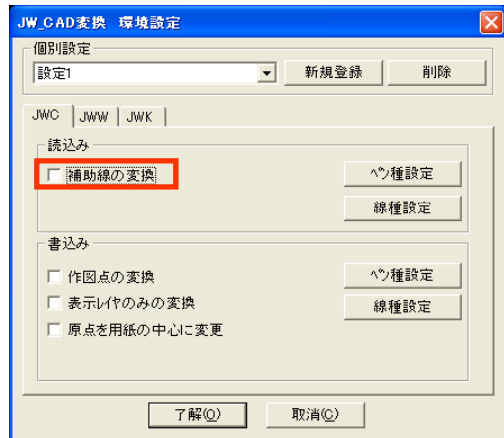 JW_CAD変換 環境設定
個別設定
設定1 新規登録 削除
JWC JWW JWK
読込み
補助線の変換 ペン種設定
線種設定
書込み
作図点の変換 ペン種設定
表示レイヤのみの変換 線種設定
原点を用紙の中心に変更
了解(O) 取消(C)